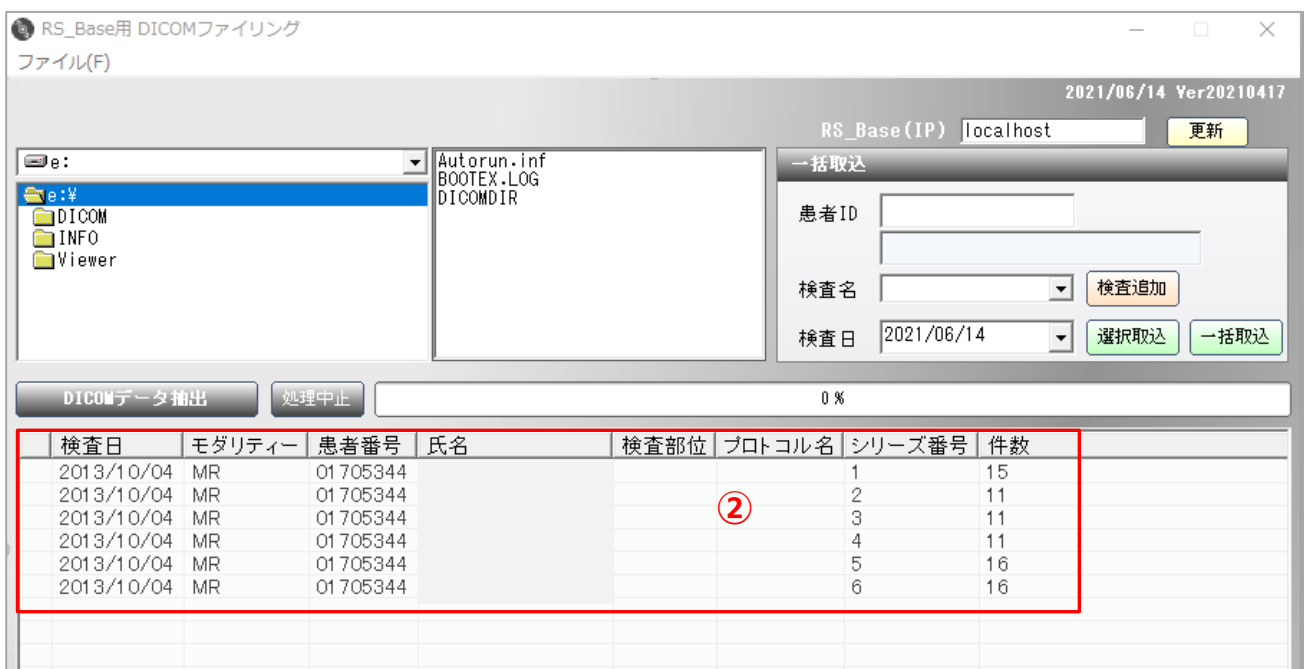 RS_Base用 DICOMファイリング
ファイル(F)
2021/06/14 Ver20210417
RS_Base(IP) localhost 更新
e:
e:¥
DICOM
INFO
Viewer
Autorun.inf
BOOTEX.LOG
DICOMDIR
一括取込
患者ID
検査名 検査追加
検査日 2021/06/14 選択取込 一括取込
DICOMデータ抽出 処理中止 0 %
検査日 モダリティー 患者番号 氏名 検査部位 プロトコル名 シリーズ番号 件数
2013/10/04 MR 01705344 1 15
2013/10/04 MR 01705344 2 11
2013/10/04 MR 01705344 3 11
2013/10/04 MR 01705344 4 11
2013/10/04 MR 01705344 5 16
2013/10/04 MR 01705344 6 16
②